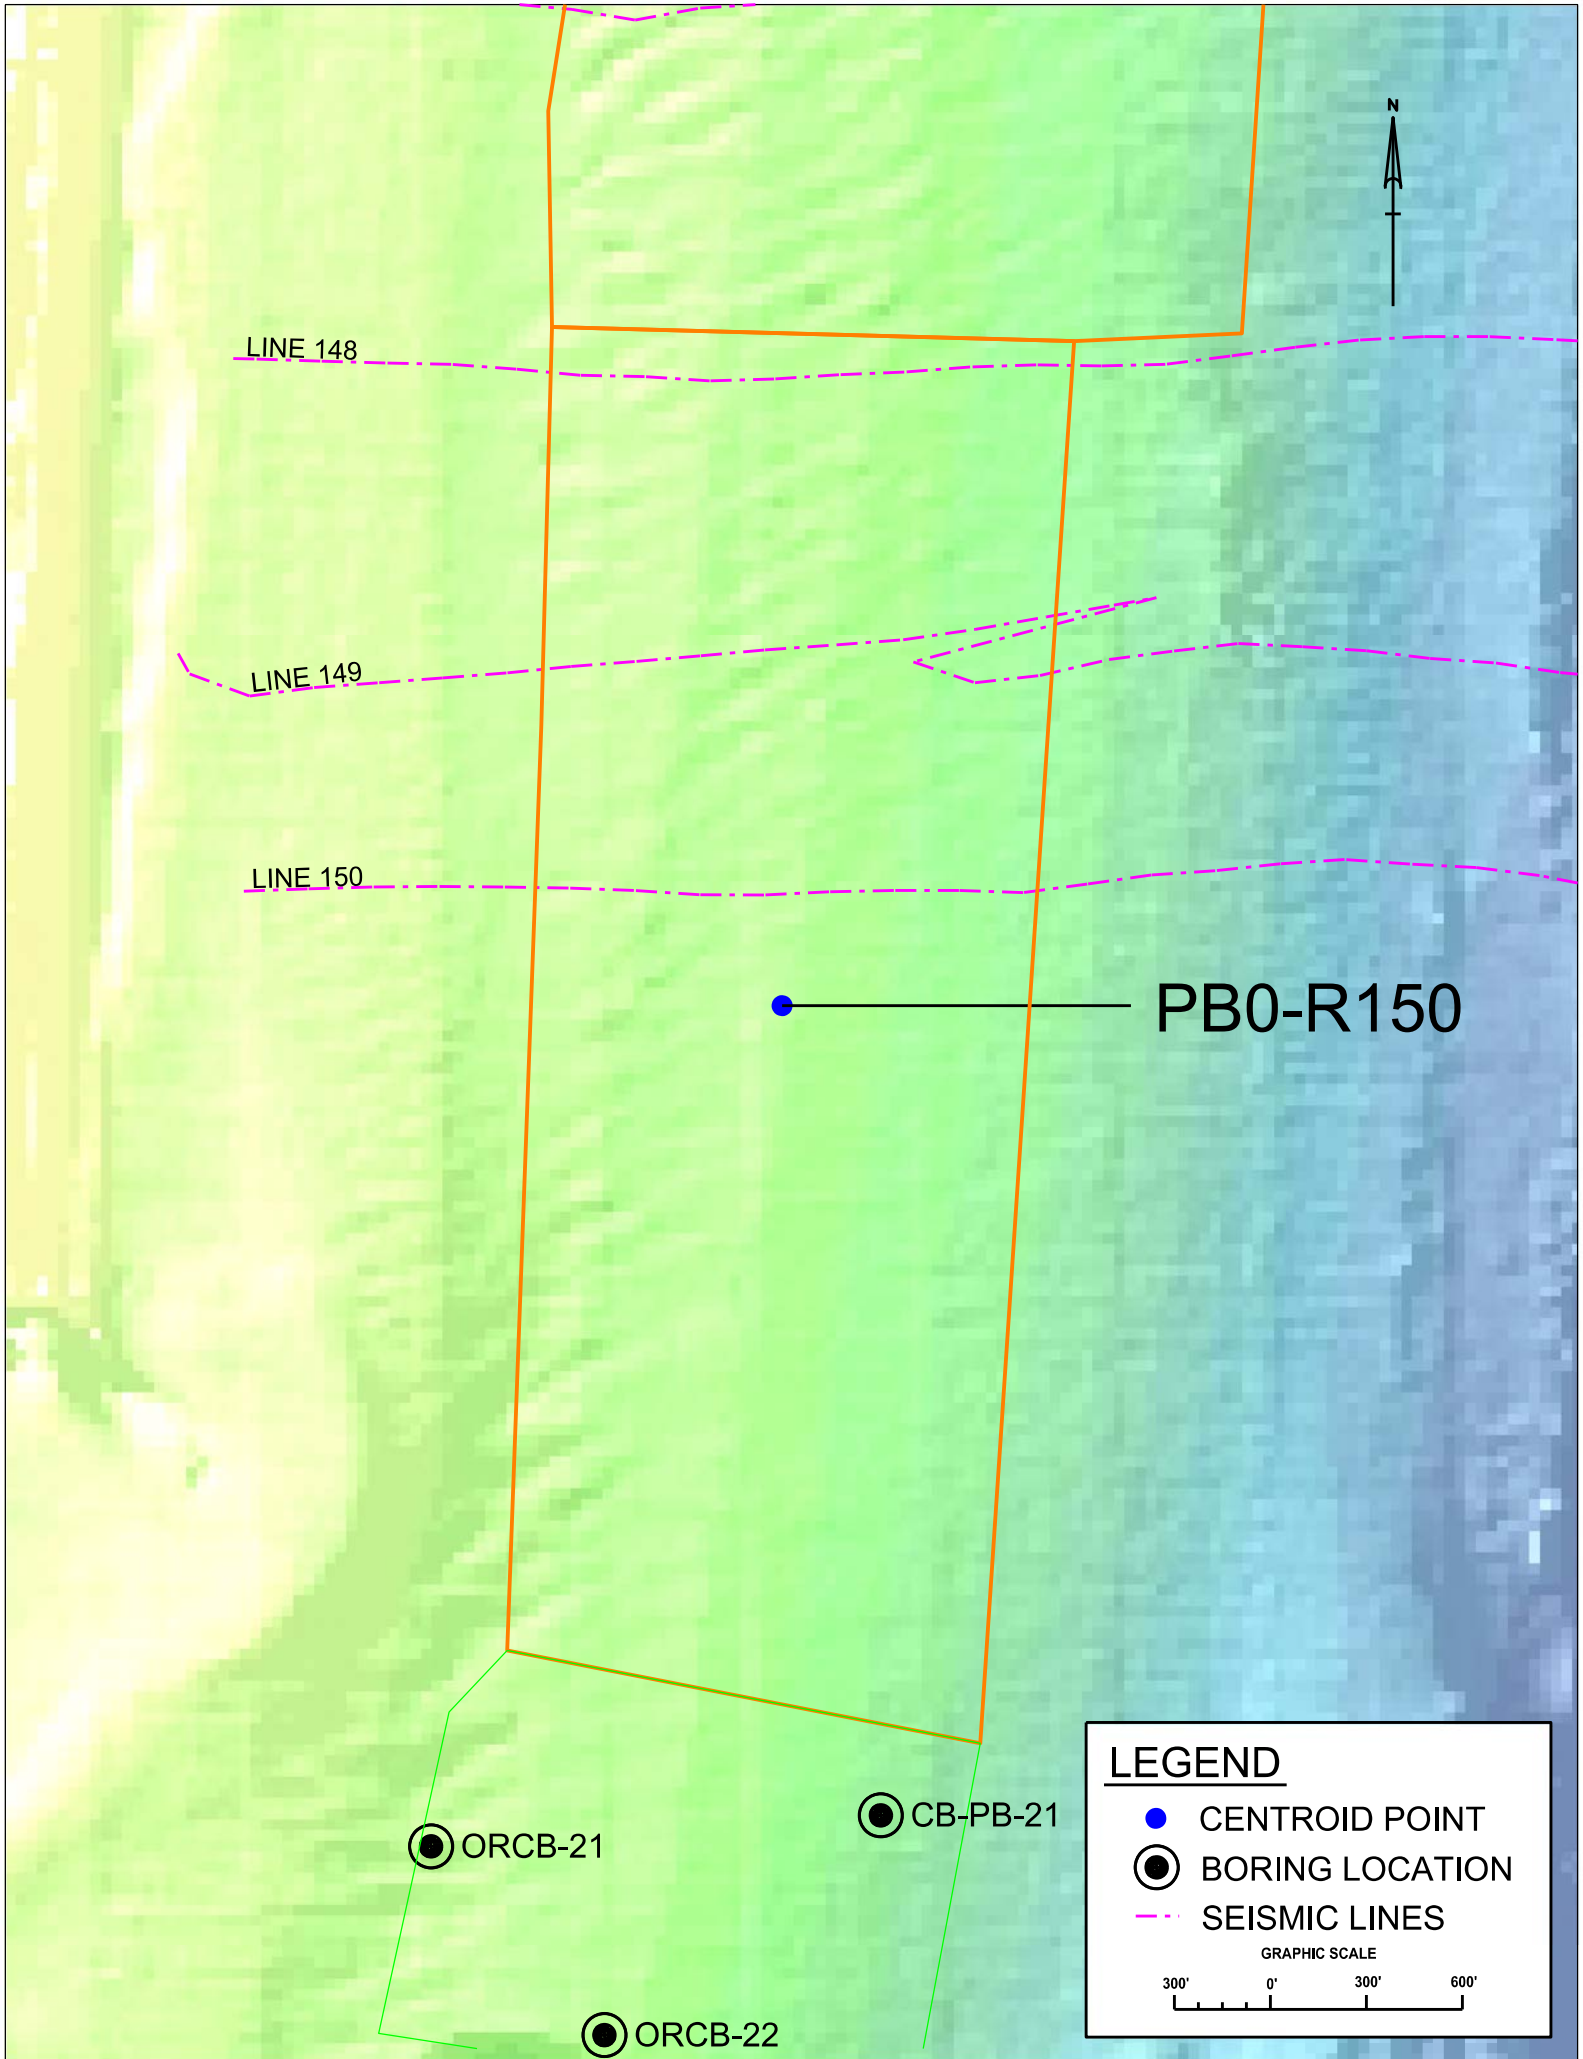 N
LINE 148
LINE 149
LINE 150
PB0-R150
CB-PB-21
ORCB-21
ORCB-22
LEGEND
CENTROID POINT
BORING LOCATION
SEISMIC LINES
GRAPHIC SCALE
300' 0' 300' 600'